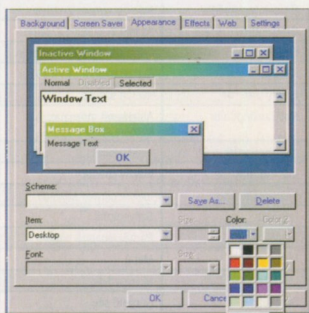 Background Screen Saver Appearance Effects Web Settings
Inactive Window
Active Window
Normal Disabled Selected
Window Text
Message Box
Message Text
OK
Scheme:
Save As... Delete
Item: Size: Color:
Desktop
Font:
OK